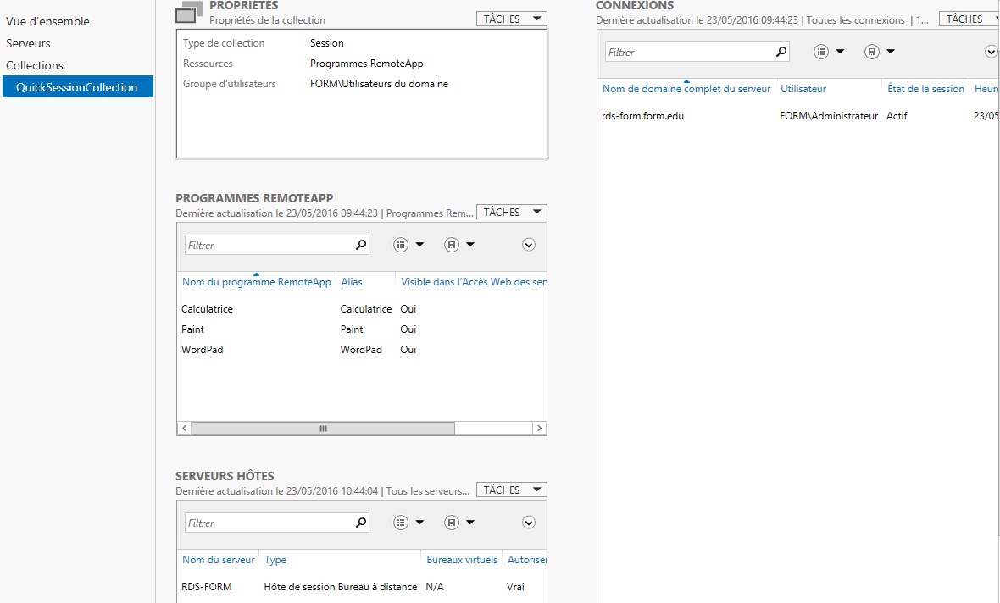 Vue d'ensemble
Serveurs
Collections
QuickSessionCollection
PROPRIÉTÉS
Propriétés de la collection
TÂCHES
Type de collection Session
Ressources Programmes RemoteApp
Groupe d'utilisateurs FORM\Utilisateurs du domaine
PROGRAMMES REMOTEAPP
Dernière actualisation le 23/05/2016 09:44:23 | Programmes Rem...
TÂCHES
Filtrer
Nom du programme RemoteApp Alias Visible dans l'Accès Web des ser
Calculatrice Calculatrice Oui
Paint Paint Oui
WordPad WordPad Oui
SERVEURS HÔTES
Dernière actualisation le 23/05/2016 10:44:04 | Tous les serveurs...
TÂCHES
Filtrer
Nom du serveur Type Bureaux virtuels Autoriser
RDS-FORM Hôte de session Bureau à distance N/A Vrai
CONNEXIONS
Dernière actualisation le 23/05/2016 09:44:23 | Toutes les connexions | 1...
TÂCHES
Filtrer
Nom de domaine complet du serveur Utilisateur État de la session Heure
rds-form.form.edu FORM\Administrateur Actif 23/05